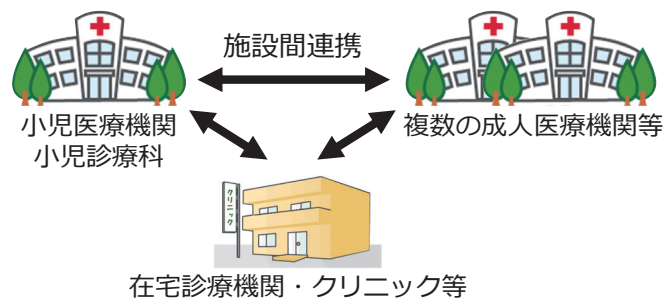 施設間連携
小児医療機関
小児診療科
複数の成人医療機関等
クリニック
在宅診療機関・クリニック等